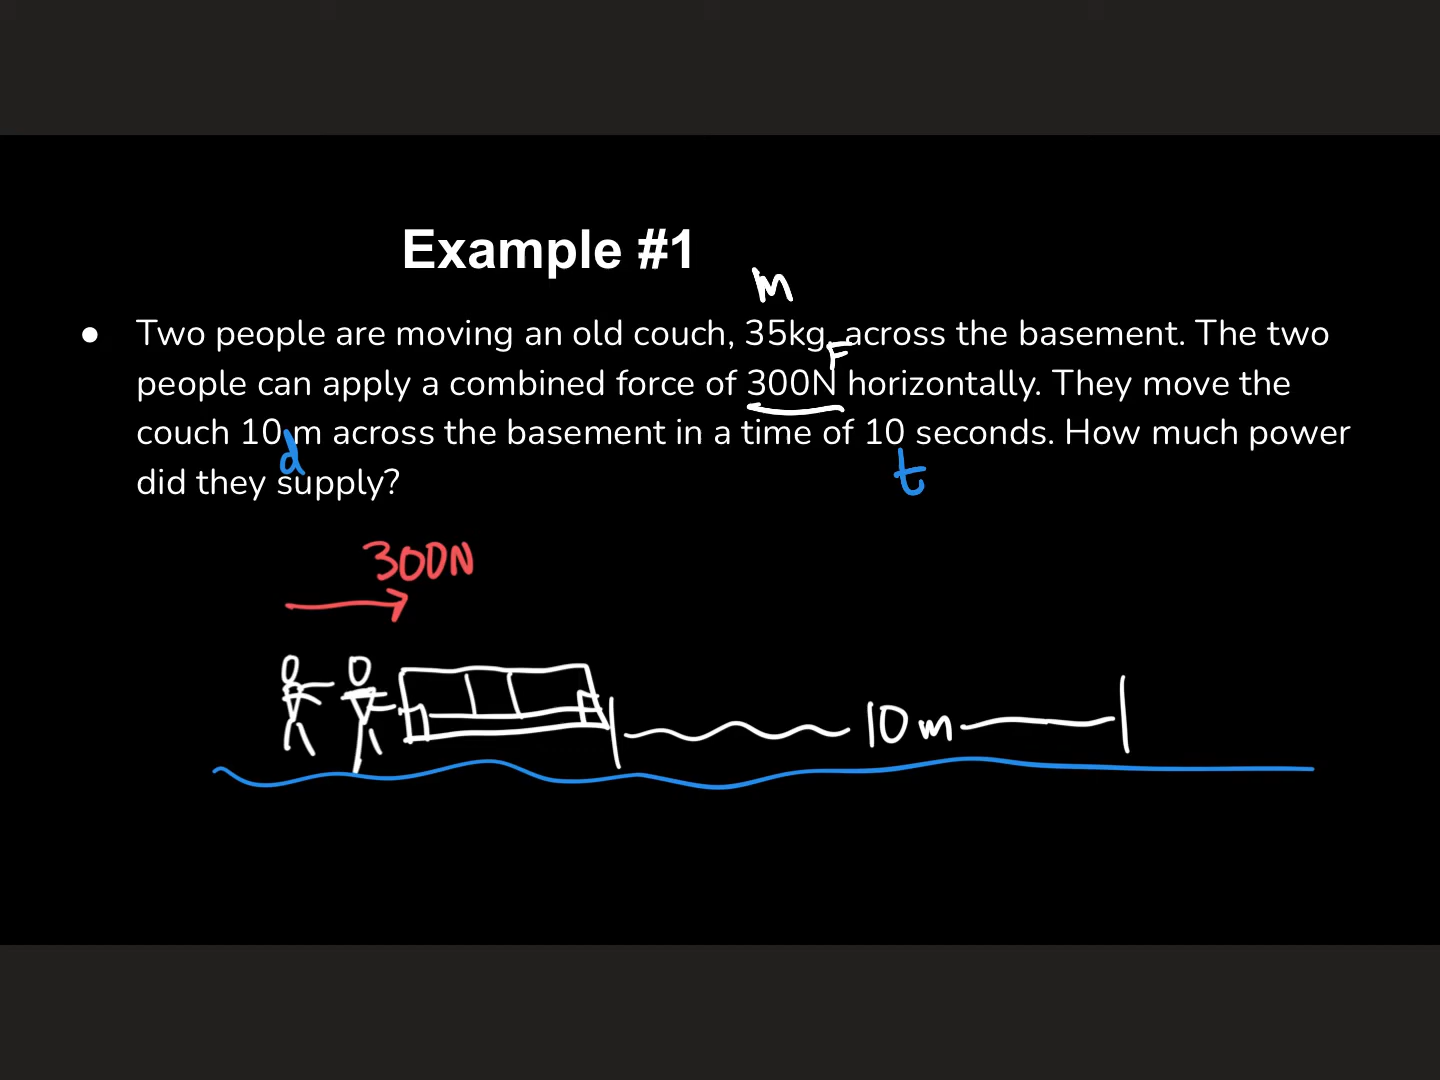 Example #1
m
● Two people are moving an old couch, 35kg, across the basement. The two
F
people can apply a combined force of 300N horizontally. They move the
couch 10 m across the basement in a time of 10 seconds. How much power
d
t
did they supply?
300N
10m